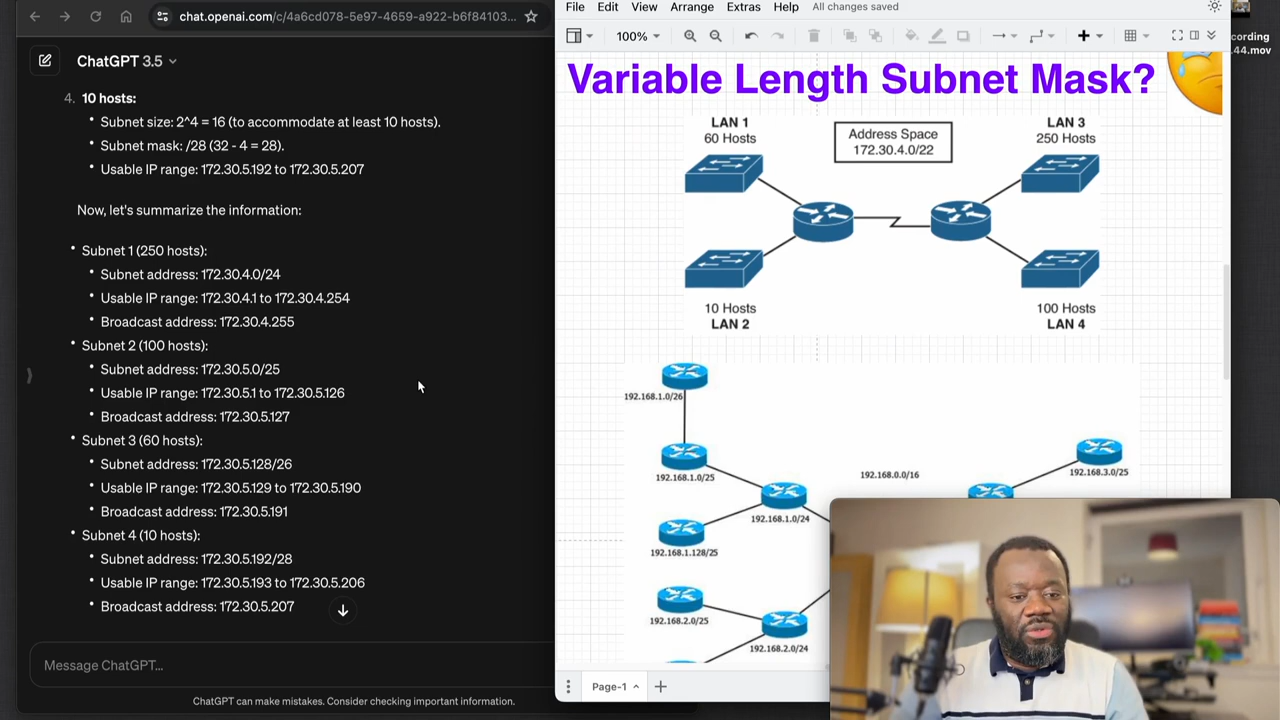 chat.openai.com/c/4a6cd078-5e97-4659-a922-b6f84103...
ChatGPT 3.5
4. 10 hosts:
• Subnet size: 2^4 = 16 (to accommodate at least 10 hosts).
• Subnet mask: /28 (32 - 4 = 28).
• Usable IP range: 172.30.5.192 to 172.30.5.207
Now, let's summarize the information:
• Subnet 1 (250 hosts):
• Subnet address: 172.30.4.0/24
• Usable IP range: 172.30.4.1 to 172.30.4.254
• Broadcast address: 172.30.4.255
• Subnet 2 (100 hosts):
• Subnet address: 172.30.5.0/25
• Usable IP range: 172.30.5.1 to 172.30.5.126
• Broadcast address: 172.30.5.127
• Subnet 3 (60 hosts):
• Subnet address: 172.30.5.128/26
• Usable IP range: 172.30.5.129 to 172.30.5.190
• Broadcast address: 172.30.5.191
• Subnet 4 (10 hosts):
• Subnet address: 172.30.5.192/28
• Usable IP range: 172.30.5.193 to 172.30.5.206
• Broadcast address: 172.30.5.207
Message ChatGPT...
ChatGPT can make mistakes. Consider checking important information.
File Edit View Arrange Extras Help All changes saved
100%
Variable Length Subnet Mask?
LAN 1
60 Hosts
Address Space
172.30.4.0/22
LAN 3
250 Hosts
10 Hosts
LAN 2
100 Hosts
LAN 4
192.168.1.0/26
192.168.1.0/25
192.168.0.0/16
192.168.3.0/25
192.168.1.0/24
192.168.1.128/25
192.168.2.0/25
192.168.2.0/24
Page-1
cording
.44.mov